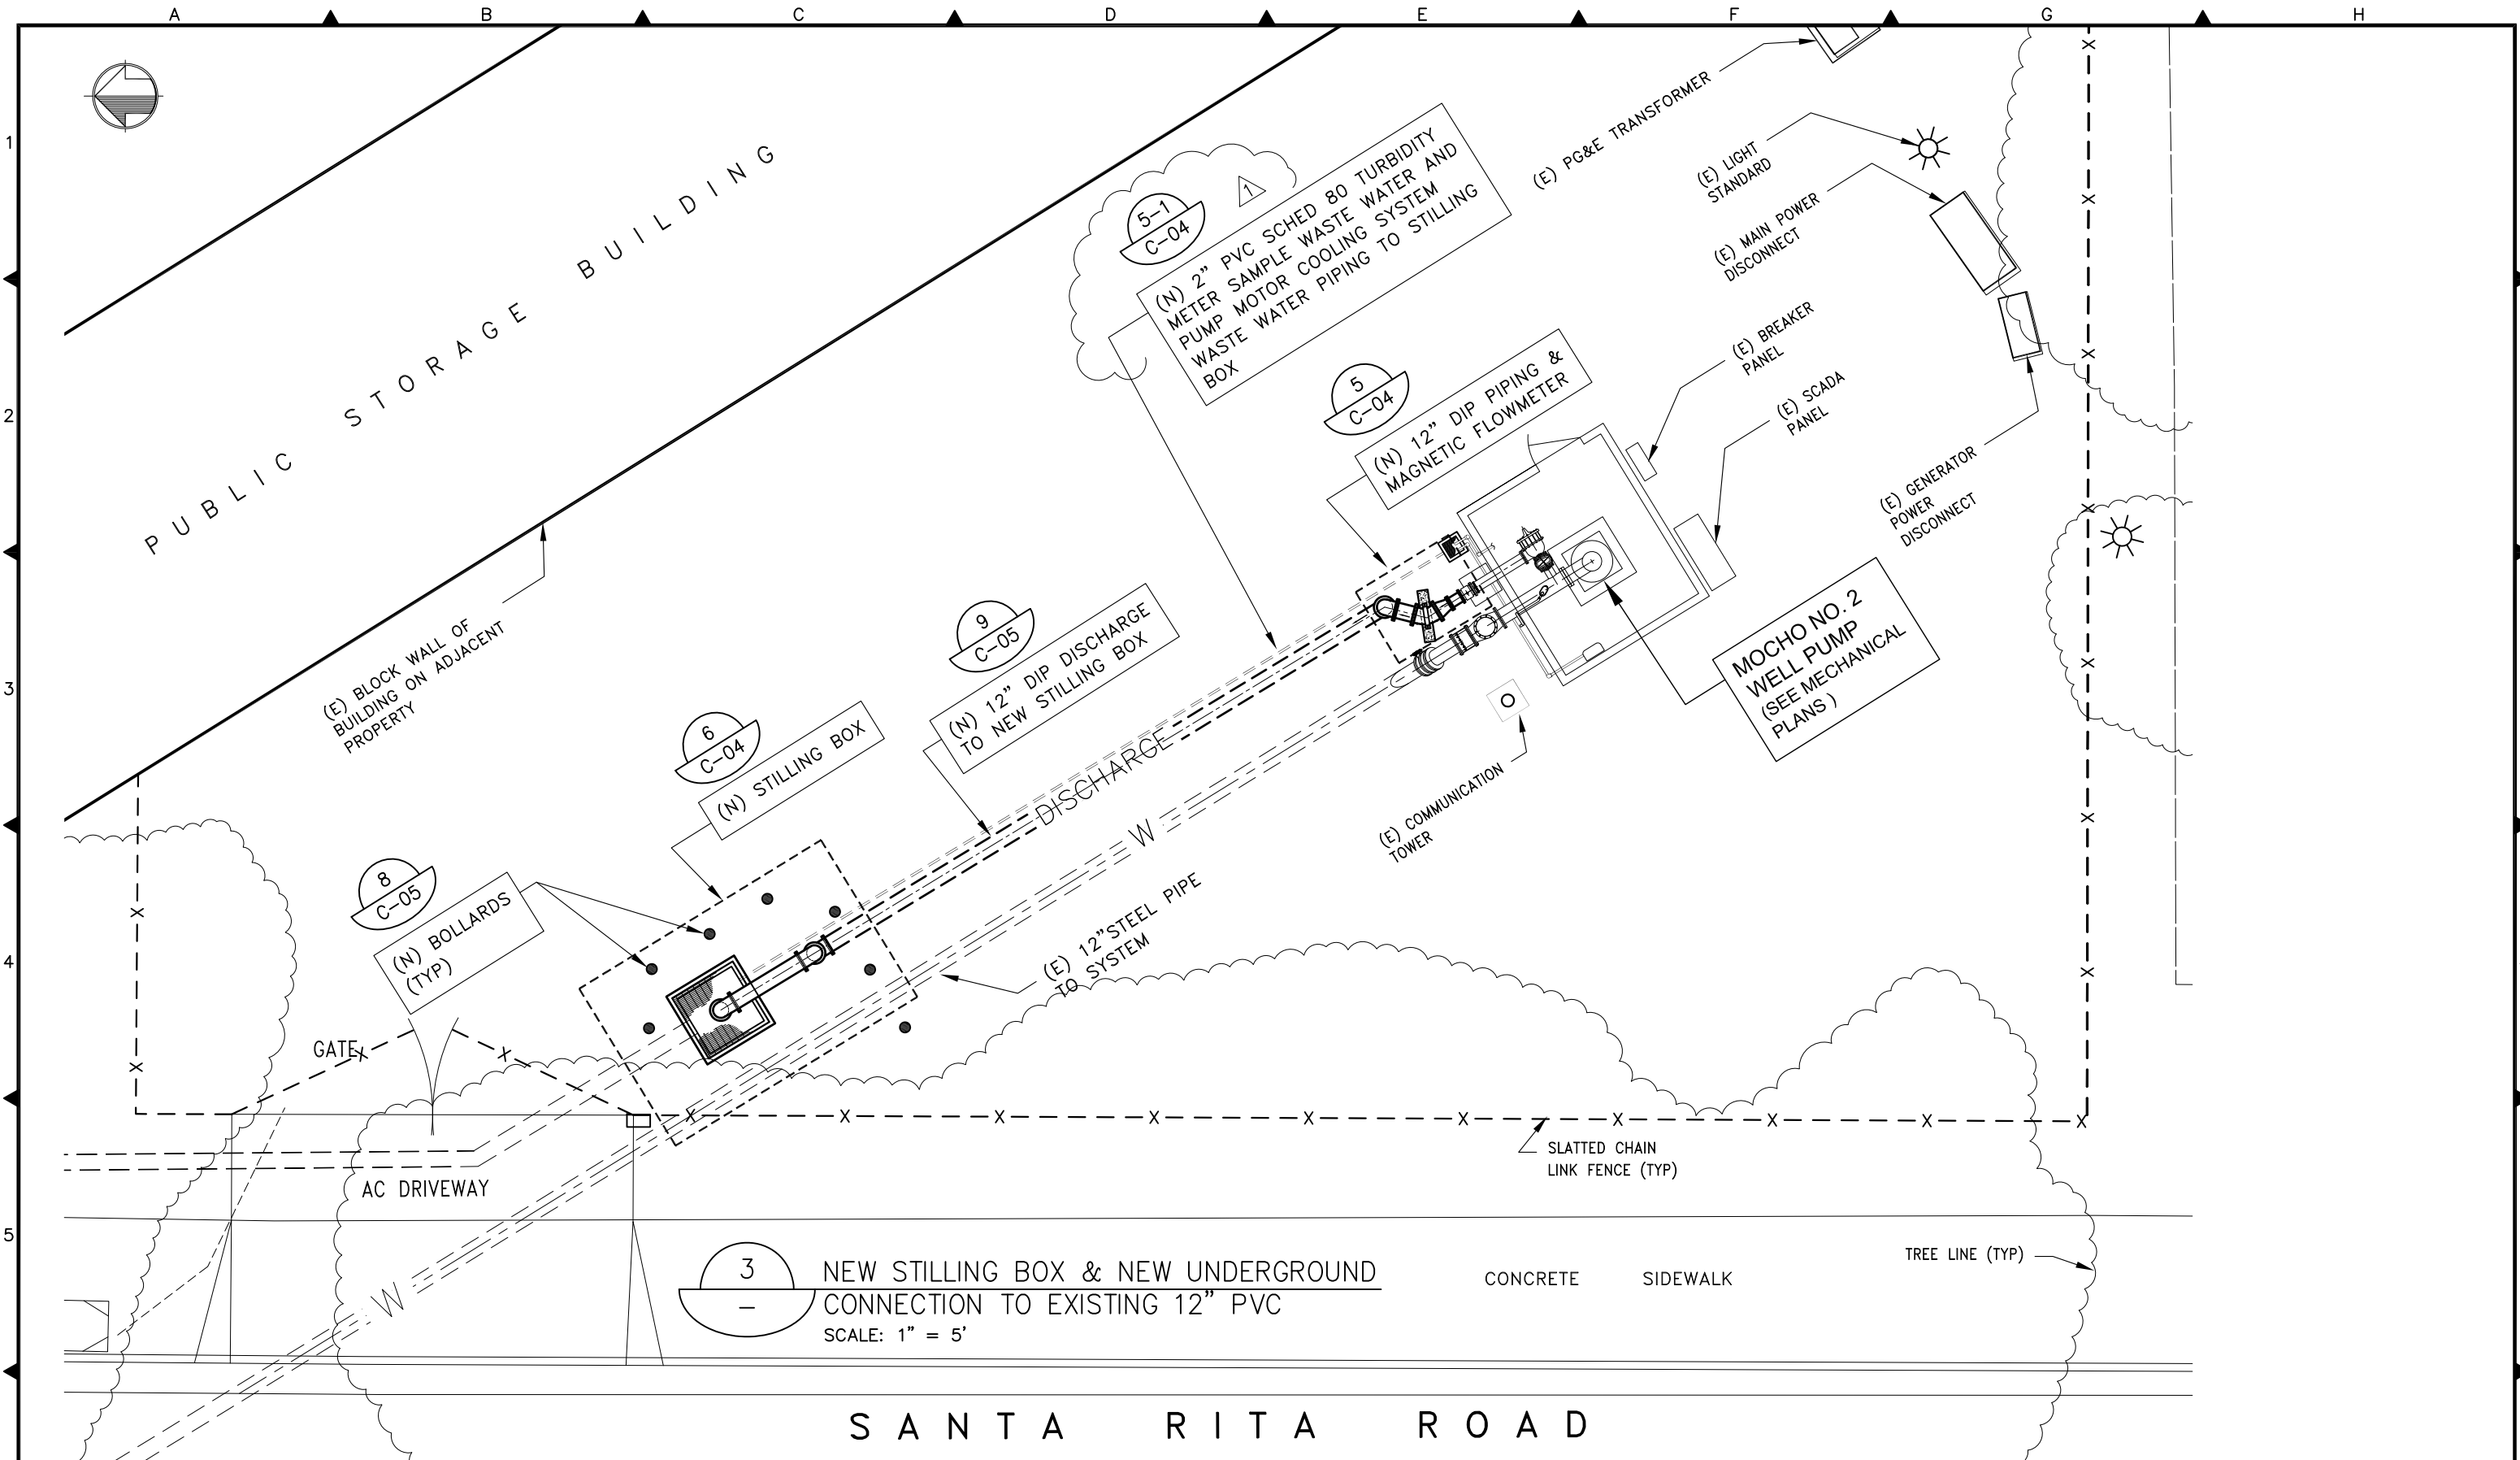 A B C D E F G H
1
2
3
4
5
PUBLIC STORAGE BUILDING
(E) BLOCK WALL OF
BUILDING ON ADJACENT
PROPERTY
5-1
C-04
1
(N) 2" PVC SCHED 80 TURBIDITY
METER SAMPLE WASTE WATER AND
PUMP MOTOR COOLING SYSTEM
WASTE WATER PIPING TO STILLING
BOX
(E) PG&E TRANSFORMER
(E) LIGHT
STANDARD
(E) MAIN POWER
DISCONNECT
(E) BREAKER
PANEL
(E) SCADA
PANEL
(E) GENERATOR
POWER
DISCONNECT
5
C-04
(N) 12" DIP PIPING &
MAGNETIC FLOWMETER
MOCHO NO. 2
WELL PUMP
(SEE MECHANICAL
PLANS )
9
C-05
(N) 12" DIP DISCHARGE
TO NEW STILLING BOX
6
C-04
(N) STILLING BOX
DISCHARGE
W
(E) COMMUNICATION
TOWER
8
C-05
(N) BOLLARDS
(TYP)
(E) 12"STEEL PIPE
TO SYSTEM
GATE
X X X X X X X X X X X X X X X X X X X X X
SLATTED CHAIN
LINK FENCE (TYP)
AC DRIVEWAY
W
3
–
NEW STILLING BOX & NEW UNDERGROUND
CONNECTION TO EXISTING 12" PVC
SCALE: 1" = 5'
CONCRETE SIDEWALK
TREE LINE (TYP)
SANTA RITA ROAD